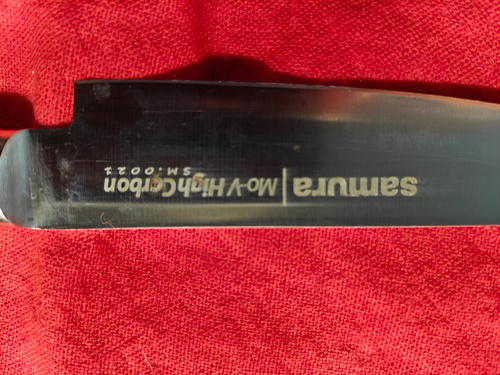 samura | Mo-V High Carbon
SM.0021